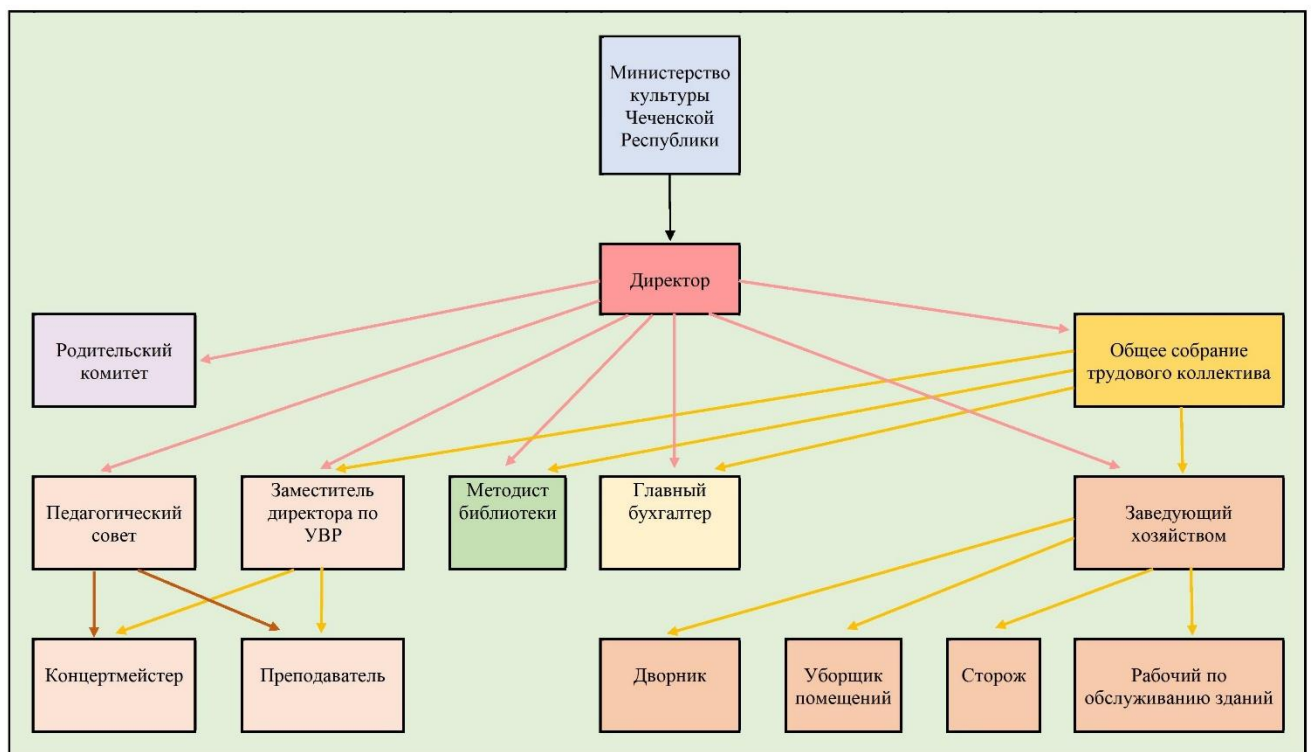 Министерство
культуры
Чеченской
Республики
Директор
Родительский
комитет
Общее собрание
трудового коллектива
Педагогический
совет
Заместитель
директора по
УВР
Методист
библиотеки
Главный
бухгалтер
Заведующий
хозяйством
Концертмейстер
Преподаватель
Дворник
Уборщик
помещений
Сторож
Рабочий по
обслуживанию зданий